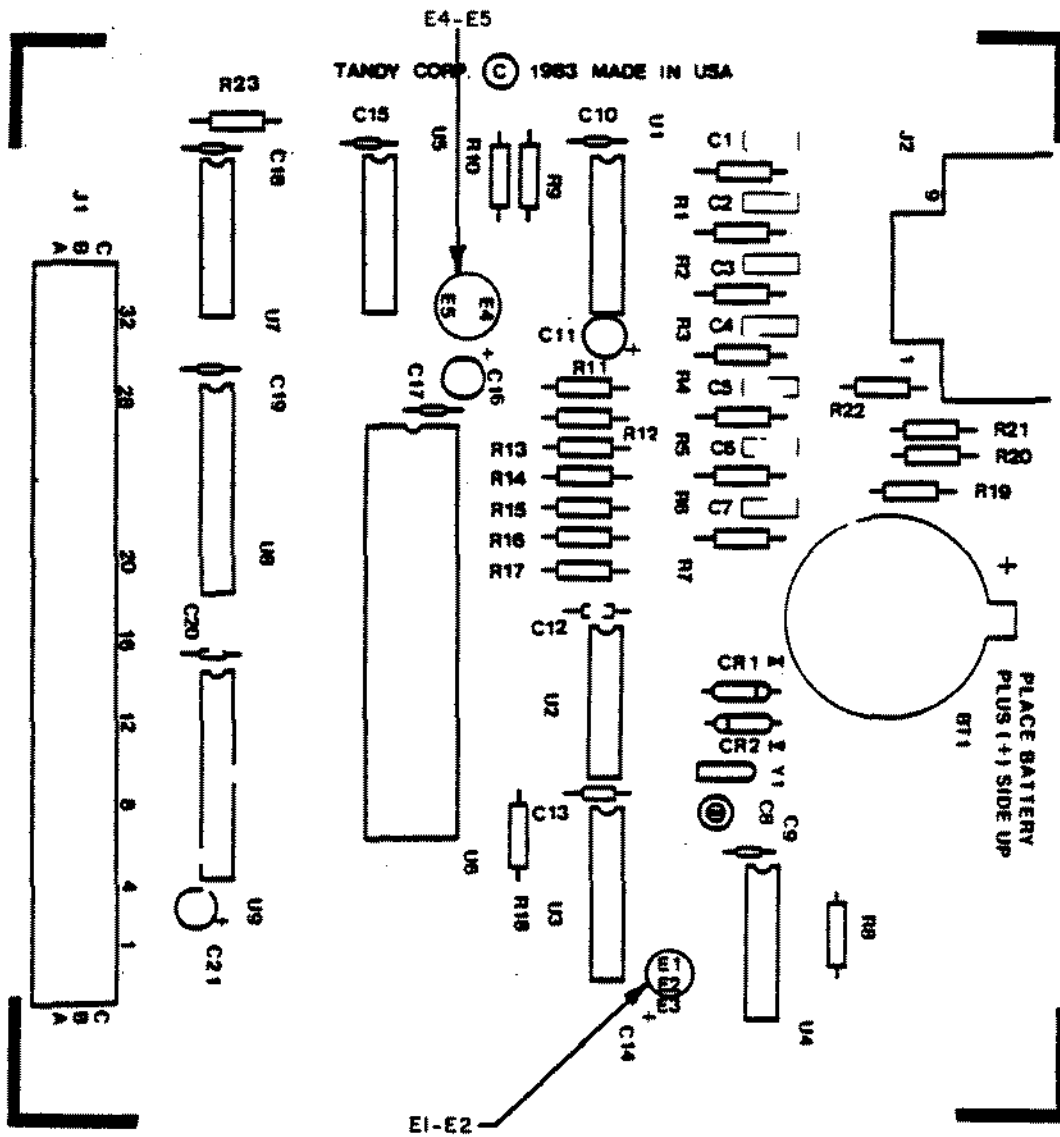 E4-E5
TANDY CORP. © 1983 MADE IN USA
R23
C15
U5
R10
R9
C10
U1
C1
J2
C18
J1
9
R1
C2
C B A
E5
E4
R2
C3
32
U7
C11
+
R3
C4
1
C17
+
C16
R11
R4
C5
R22
28
C19
R12
R21
R13
R5
C6
R20
R14
R19
R15
R6
C7
R16
20
U8
R17
R7
+
C20
16
C12
CR1
PLACE BATTERY
PLUS (+) SIDE UP
BT1
12
U2
CR2
Y1
8
C13
C8
C9
U6
4
U9
R18
U3
R8
+
1
C21
E1
C B A
+
C14
U4
E1-E2